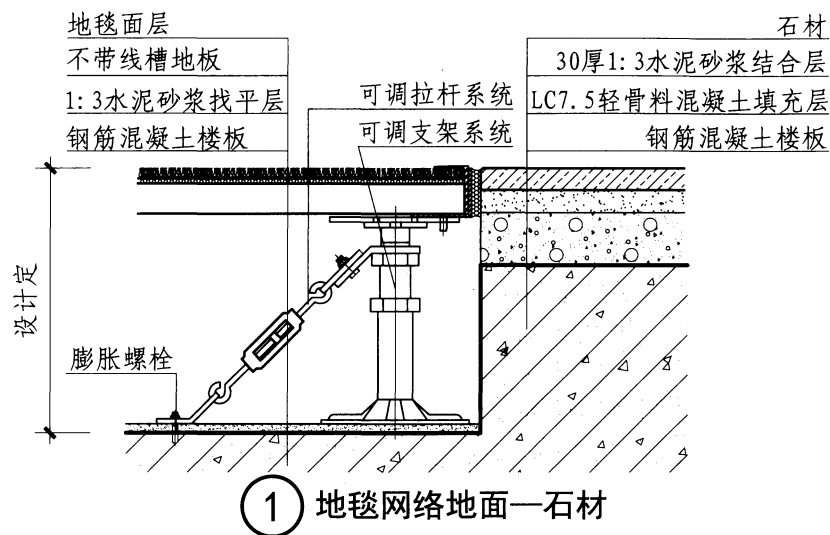 地毯面层
不带线槽地板
1:3水泥砂浆找平层
钢筋混凝土楼板
可调拉杆系统
可调支架系统
石材
30厚1:3水泥砂浆结合层
LC7.5轻骨料混凝土填充层
钢筋混凝土楼板
设计定
膨胀螺栓
1 地毯网络地面—石材